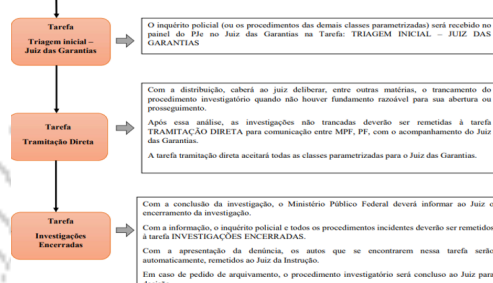 Tarefa
Triagem inicial –
Juiz das Garantias
O inquérito policial (ou os procedimentos das demais classes parametrizadas) será recebido no
painel do PJe no Juiz das Garantias na Tarefa: TRIAGEM INICIAL – JUIZ DAS
GARANTIAS
Tarefa
Tramitação Direta
Com a distribuição, caberá ao juiz deliberar, entre outras matérias, o trancamento do
procedimento investigatório quando não houver fundamento razoável para sua abertura ou
prosseguimento.
Após essa análise, as investigações não trancadas deverão ser remetidas à tarefa
TRAMITAÇÃO DIRETA para comunicação entre MPF, PF, com o acompanhamento do Juiz
das Garantias.
A tarefa tramitação direta aceitará todas as classes parametrizadas para o Juiz das Garantias.
Tarefa
Investigações
Encerradas
Com a conclusão da investigação, o Ministério Público Federal deverá informar ao Juiz o
encerramento da investigação.
Com a informação, o inquérito policial e todos os procedimentos incidentes deverão ser remetidos
à tarefa INVESTIGAÇÕES ENCERRADAS.
Com a apresentação da denúncia, os autos que se encontrarem nessa tarefa serão
automaticamente, remetidos ao Juiz da Instrução.
Em caso de pedido de arquivamento, o procedimento investigatório será concluso ao Juiz para